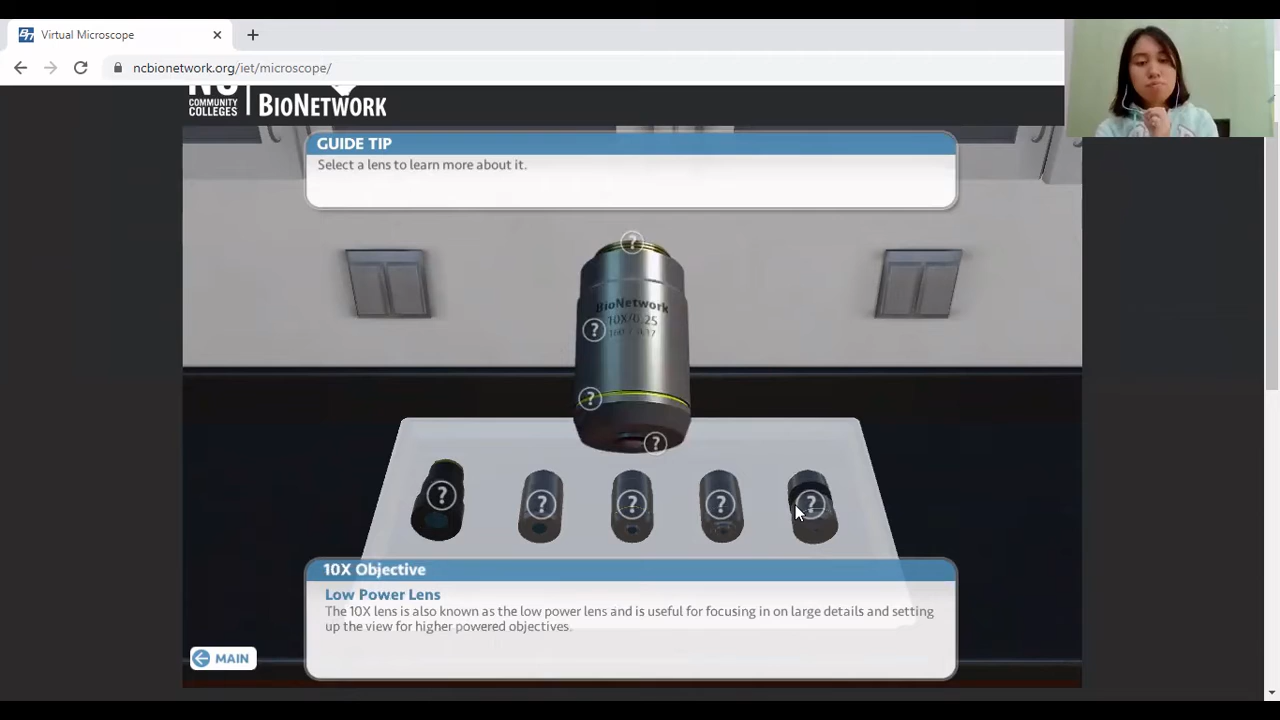 Virtual Microscope
ncbionetwork.org/iet/microscope/
COMMUNITY
COLLEGES
BIONETWORK
GUIDE TIP
Select a lens to learn more about it.
?
BioNetwork
? 10X/0.25
?
?
? ? ? ? ?
10X Objective
Low Power Lens
The 10X lens is also known as the low power lens and is useful for focusing in on large details and setting
up the view for higher powered objectives.
MAIN